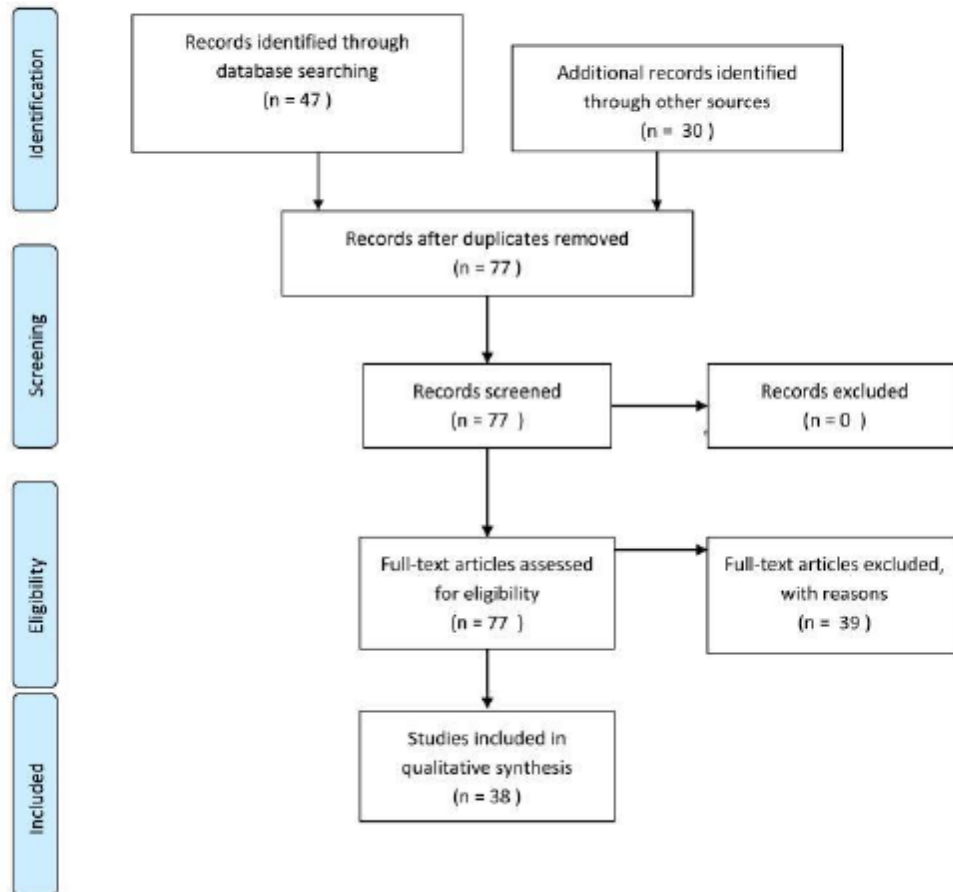 Identification
Records identified through
database searching
(n = 47 )
Additional records identified
through other sources
(n = 30 )
Records after duplicates removed
(n = 77 )
Screening
Records screened
(n = 77 )
Records excluded
(n = 0 )
Eligibility
Full-text articles assessed
for eligibility
(n = 77 )
Full-text articles excluded,
with reasons
(n = 39 )
Included
Studies included in
qualitative synthesis
(n = 38 )